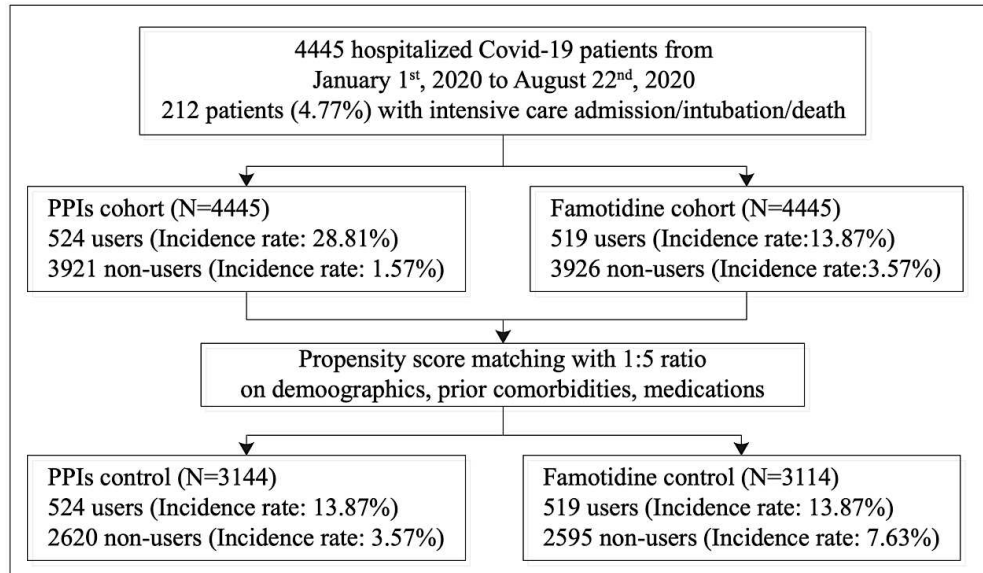 4445 hospitalized Covid-19 patients from
January 1st, 2020 to August 22nd, 2020
212 patients (4.77%) with intensive care admission/intubation/death
PPIs cohort (N=4445)
524 users (Incidence rate: 28.81%)
3921 non-users (Incidence rate: 1.57%)
Famotidine cohort (N=4445)
519 users (Incidence rate:13.87%)
3926 non-users (Incidence rate:3.57%)
Propensity score matching with 1:5 ratio
on demoographics, prior comorbidities, medications
PPIs control (N=3144)
524 users (Incidence rate: 13.87%)
2620 non-users (Incidence rate: 3.57%)
Famotidine control (N=3114)
519 users (Incidence rate: 13.87%)
2595 non-users (Incidence rate: 7.63%)